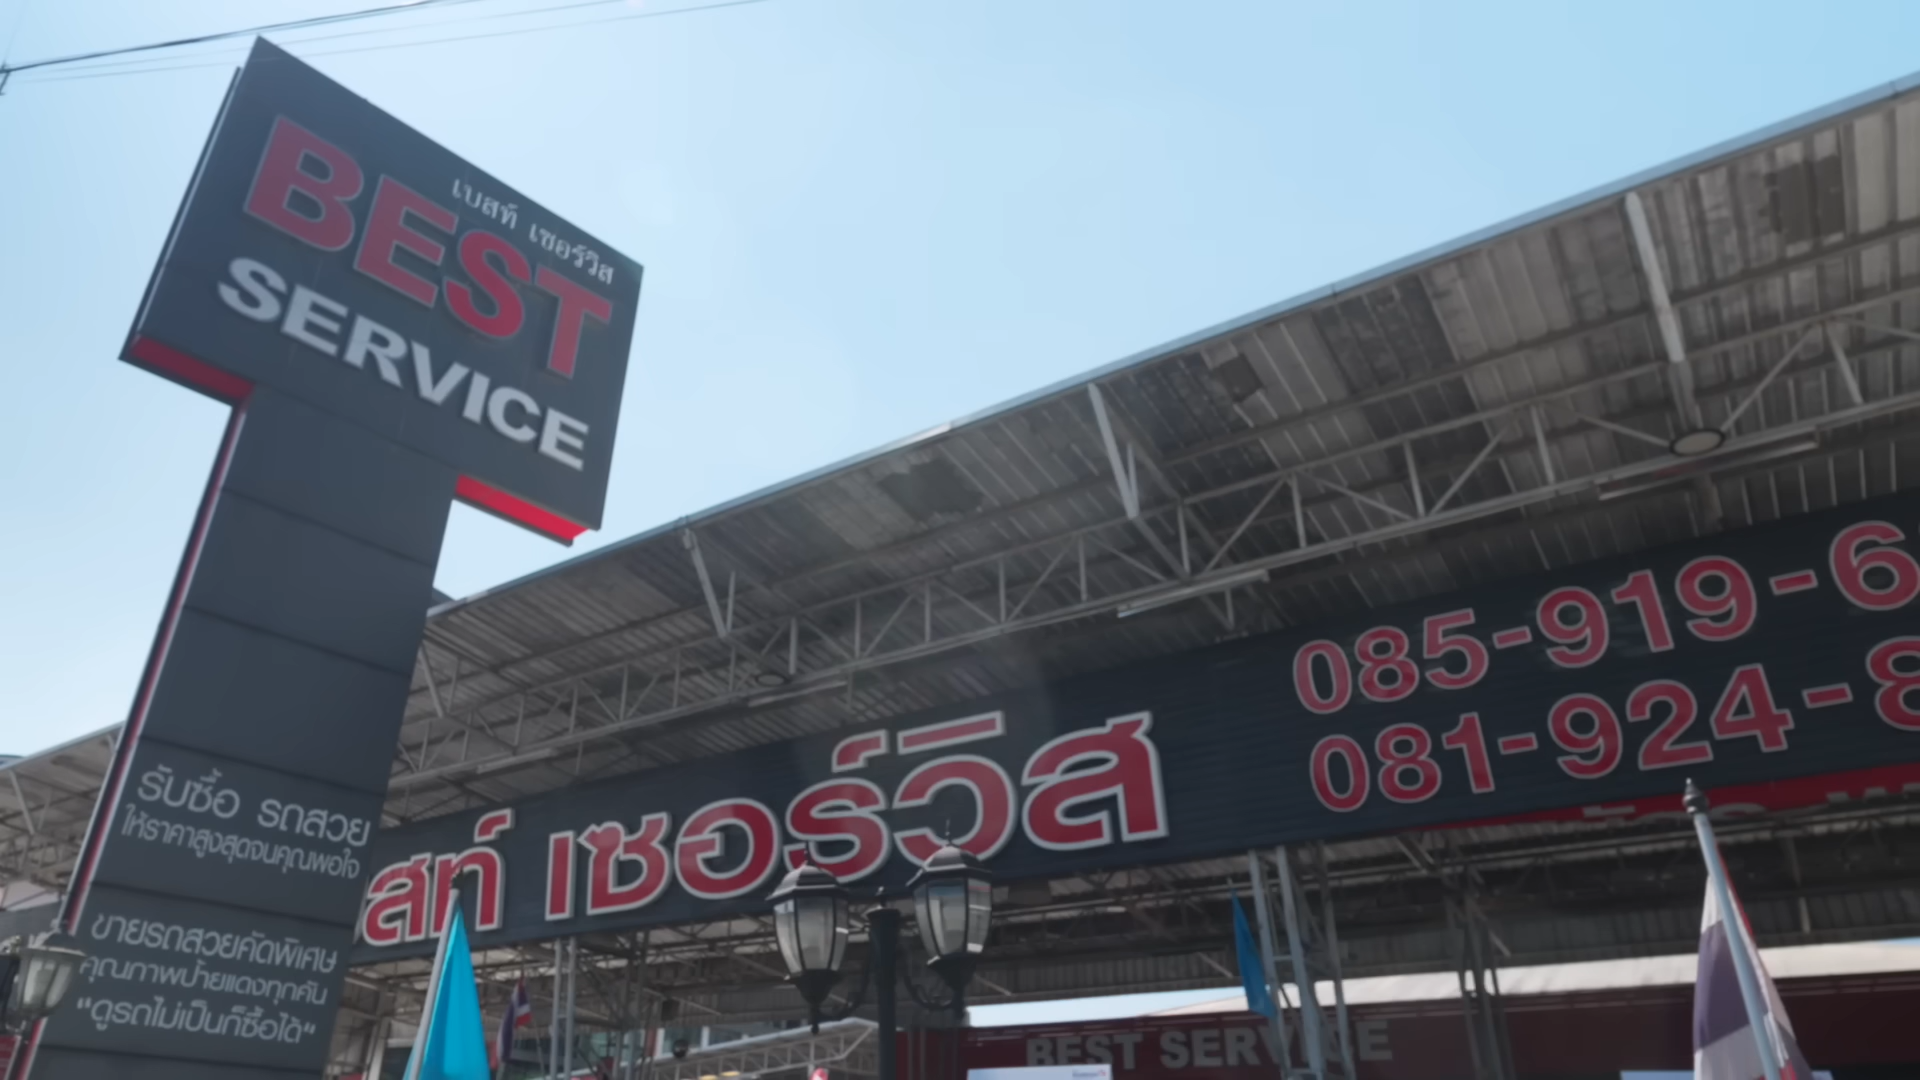 เบสท์ เซอร์วิส
BEST
SERVICE
รับซื้อ รถสวย
ให้ราคาสูงสุดจนคุณพอใจ
ขายรถสวยคัดพิเศษ
คุณภาพป้ายแดงทุกคัน
"ดูรถไม่เป็นก็ซื้อได้"
สท์ เซอร์วิส
085-919-6
081-924-8
BEST SERVICE